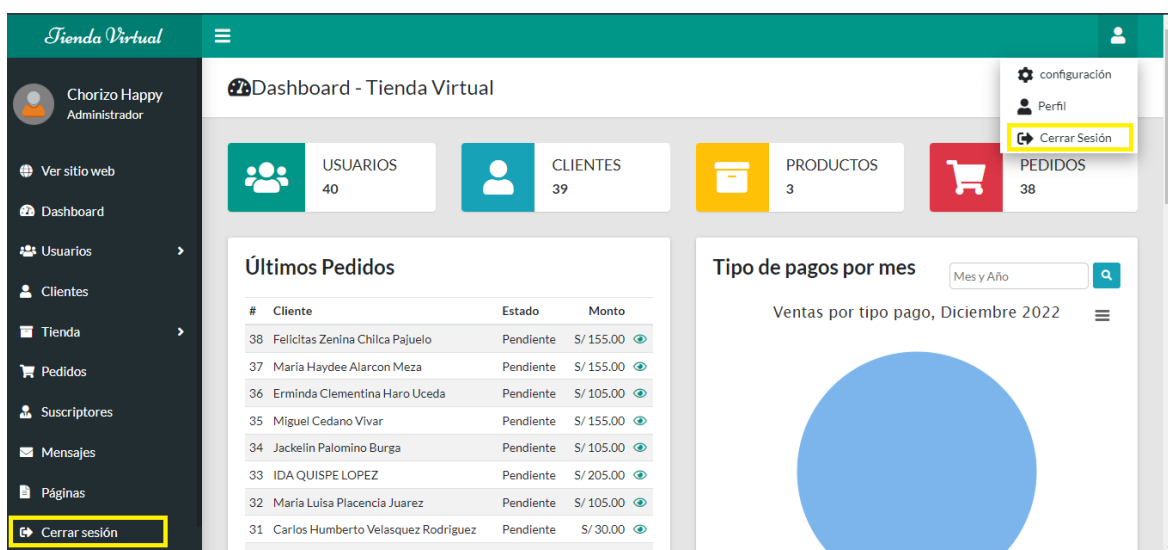 Tienda Virtual
Chorizo Happy
Administrador
Ver sitio web
Dashboard
Usuarios
Clientes
Tienda
Pedidos
Suscriptores
Mensajes
Páginas
Cerrar sesión
Dashboard - Tienda Virtual
configuración
Perfil
Cerrar Sesión
USUARIOS
40
CLIENTES
39
PRODUCTOS
3
PEDIDOS
38
Últimos Pedidos
# Cliente Estado Monto
38 Felicitas Zenina Chilca Pajuelo Pendiente S/ 155.00
37 Maria Haydee Alarcon Meza Pendiente S/ 155.00
36 Erminda Clementina Haro Uceda Pendiente S/ 105.00
35 Miguel Cedano Vivar Pendiente S/ 155.00
34 Jackelin Palomino Burga Pendiente S/ 105.00
33 IDA QUISPE LOPEZ Pendiente S/ 205.00
32 Maria Luisa Placencia Juarez Pendiente S/ 105.00
31 Carlos Humberto Velasquez Rodriguez Pendiente S/ 30.00
Tipo de pagos por mes
Mes y Año
Ventas por tipo pago, Diciembre 2022